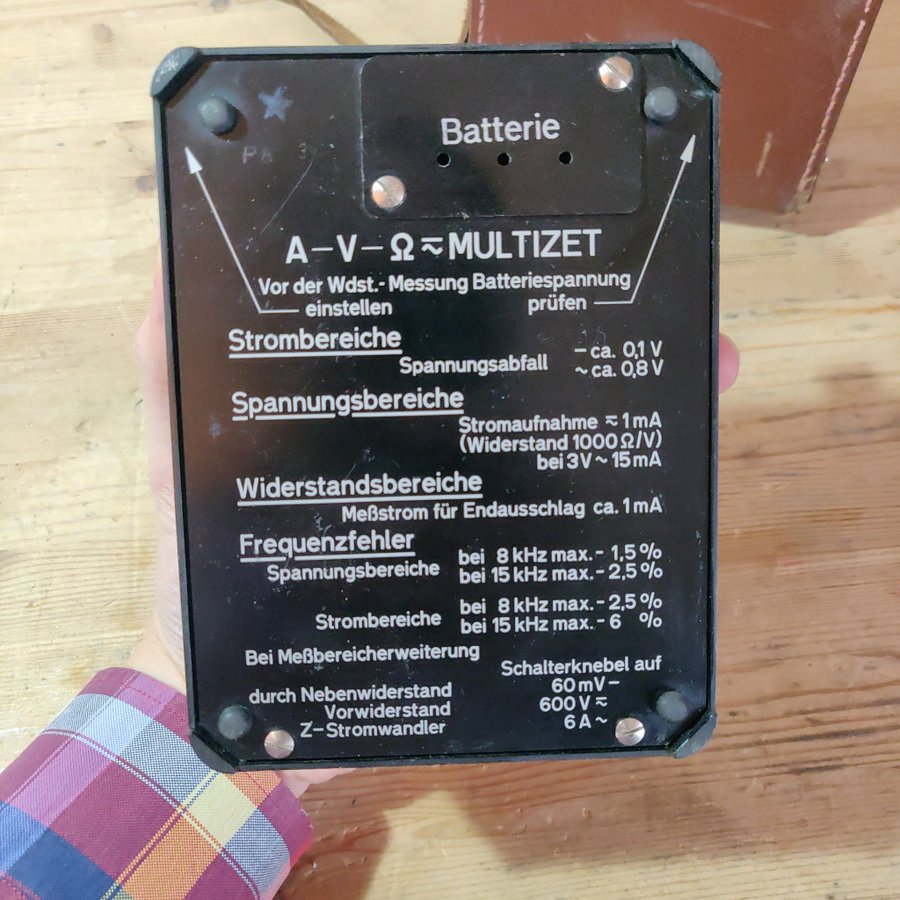 Batterie
A–V–Ω ≂ MULTIZET
Vor der Wdst.- Messung Batteriespannung
einstellen prüfen
Strombereiche
Spannungsabfall – ca. 0,1 V
~ ca. 0,8 V
Spannungsbereiche
Stromaufnahme ≂ 1 mA
(Widerstand 1000 Ω/V)
bei 3 V ~ 15 mA
Widerstandsbereiche
Meßstrom für Endausschlag ca. 1 mA
Frequenzfehler
Spannungsbereiche bei 8 kHz max. - 1,5 %
bei 15 kHz max. - 2,5 %
Strombereiche bei 8 kHz max. - 2,5 %
bei 15 kHz max. - 6 %
Bei Meßbereicherweiterung Schalterknebel auf
durch Nebenwiderstand 60 mV –
Vorwiderstand 600 V ≂
Z–Stromwandler 6 A ~